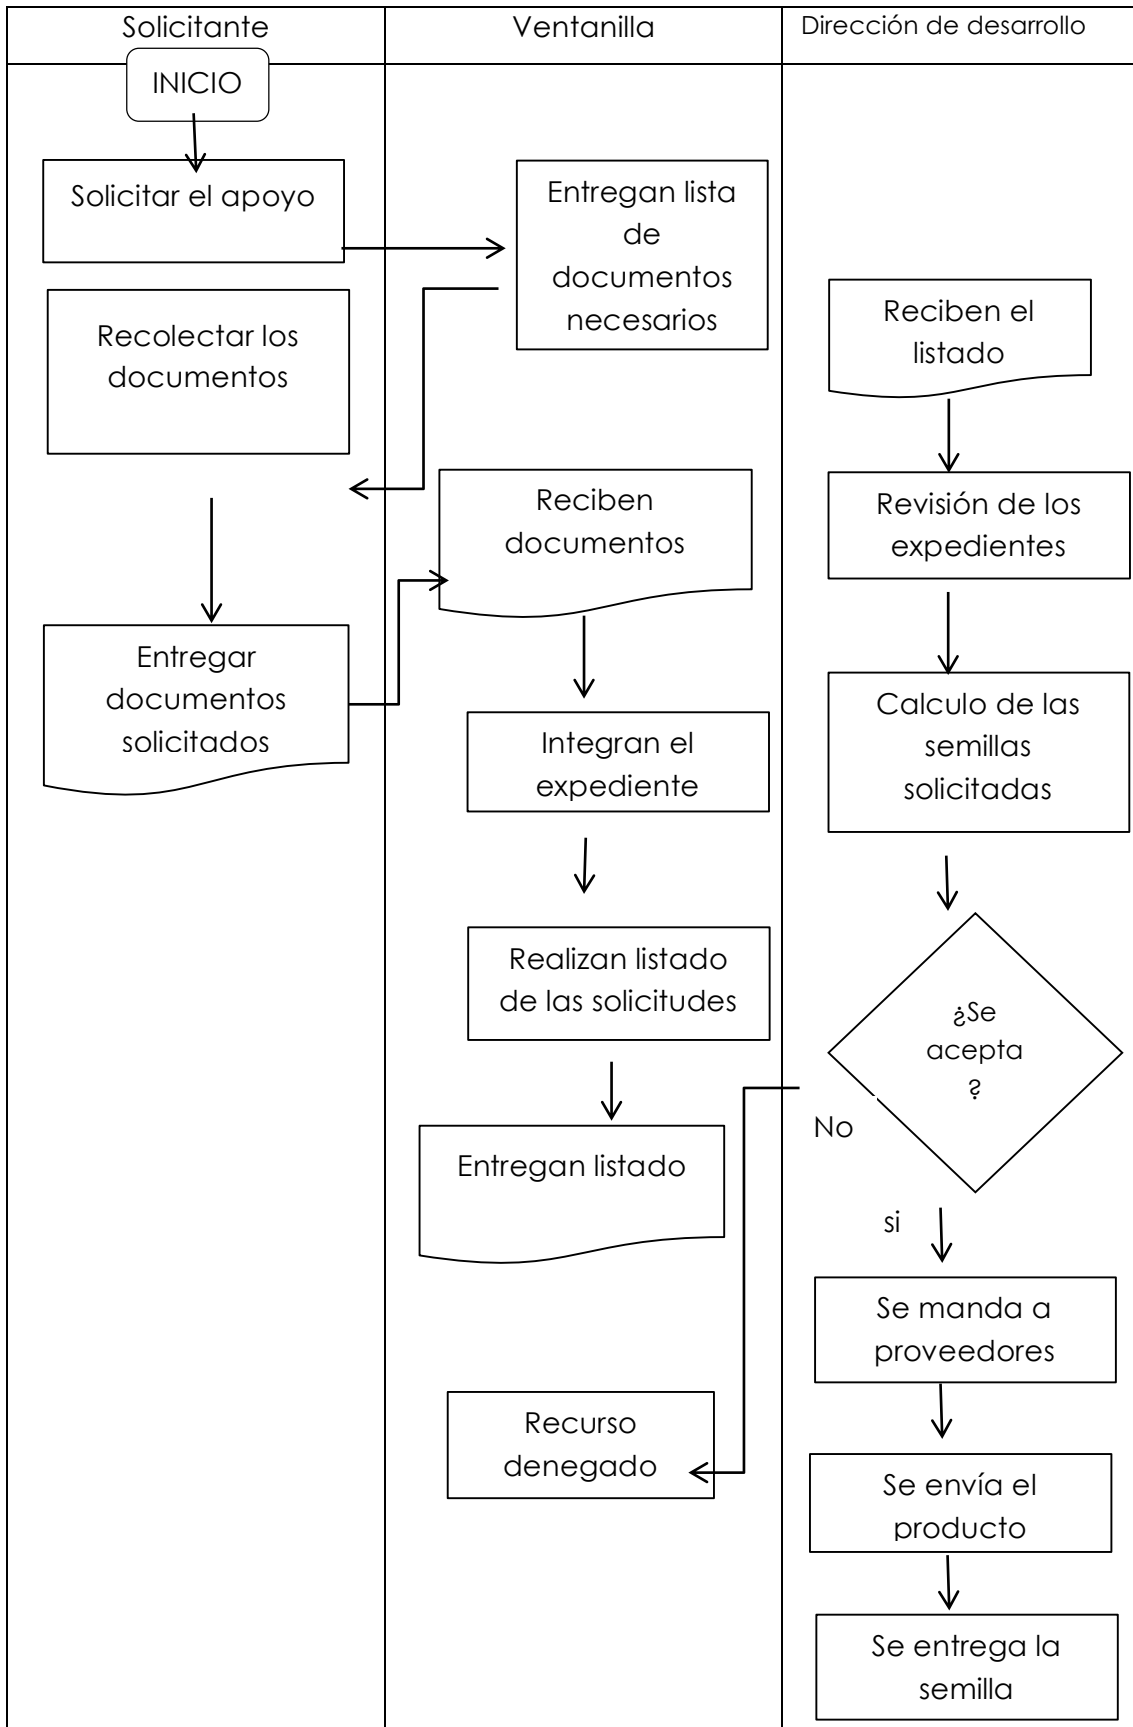 Solicitante
Ventanilla
Dirección de desarrollo
INICIO
Solicitar el apoyo
Recolectar los
documentos
Entregar
documentos
solicitados
Entregan lista
de
documentos
necesarios
Reciben
documentos
Integran el
expediente
Realizan listado
de las solicitudes
Entregan listado
Recurso
denegado
Reciben el
listado
Revisión de los
expedientes
Calculo de las
semillas
solicitadas
¿Se
acepta
?
No
si
Se manda a
proveedores
Se envía el
producto
Se entrega la
semilla